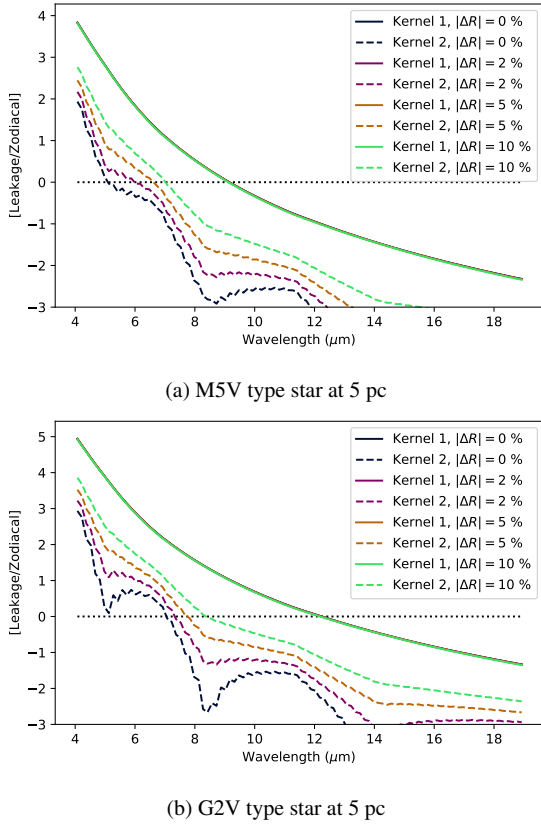 4
3
2
1
0
−1
−2
−3
[Leakage/Zodiacal]
Kernel 1, |ΔR| = 0 %
Kernel 2, |ΔR| = 0 %
Kernel 1, |ΔR| = 2 %
Kernel 2, |ΔR| = 2 %
Kernel 1, |ΔR| = 5 %
Kernel 2, |ΔR| = 5 %
Kernel 1, |ΔR| = 10 %
Kernel 2, |ΔR| = 10 %
4 6 8 10 12 14 16 18
Wavelength (μm)
(a) M5V type star at 5 pc
5
4
3
2
1
0
−1
−2
−3
[Leakage/Zodiacal]
Kernel 1, |ΔR| = 0 %
Kernel 2, |ΔR| = 0 %
Kernel 1, |ΔR| = 2 %
Kernel 2, |ΔR| = 2 %
Kernel 1, |ΔR| = 5 %
Kernel 2, |ΔR| = 5 %
Kernel 1, |ΔR| = 10 %
Kernel 2, |ΔR| = 10 %
4 6 8 10 12 14 16 18
Wavelength (μm)
(b) G2V type star at 5 pc